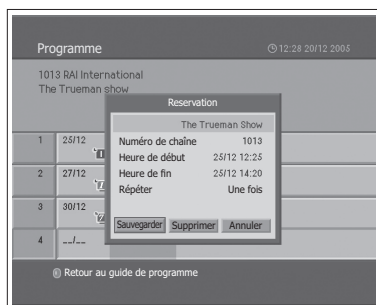 Programme 12:28 20/12 2005
1013 RAI International
The Trueman show
Reservation
The Trueman Show
Numéro de chaîne 1013
Heure de début 25/12 12:25
Heure de fin 25/12 14:20
Répéter Une fois
Sauvegarder Supprimer Annuler
1 25/12
2 27/12
3 30/12
4 __/__
Retour au guide de programme